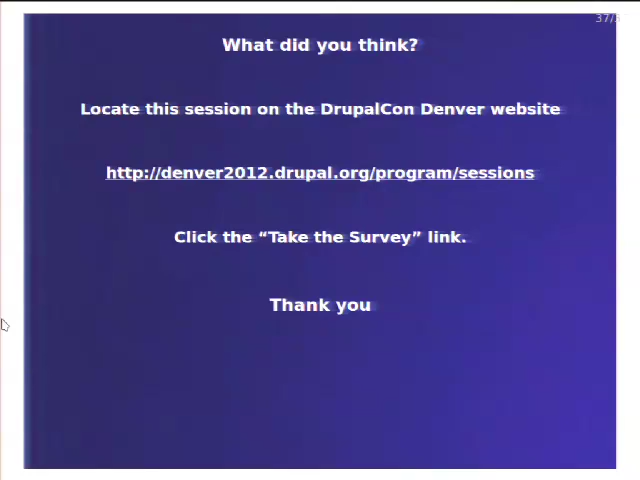 What did you think?
Locate this session on the DrupalCon Denver website
http://denver2012.drupal.org/program/sessions
Click the “Take the Survey” link.
Thank you